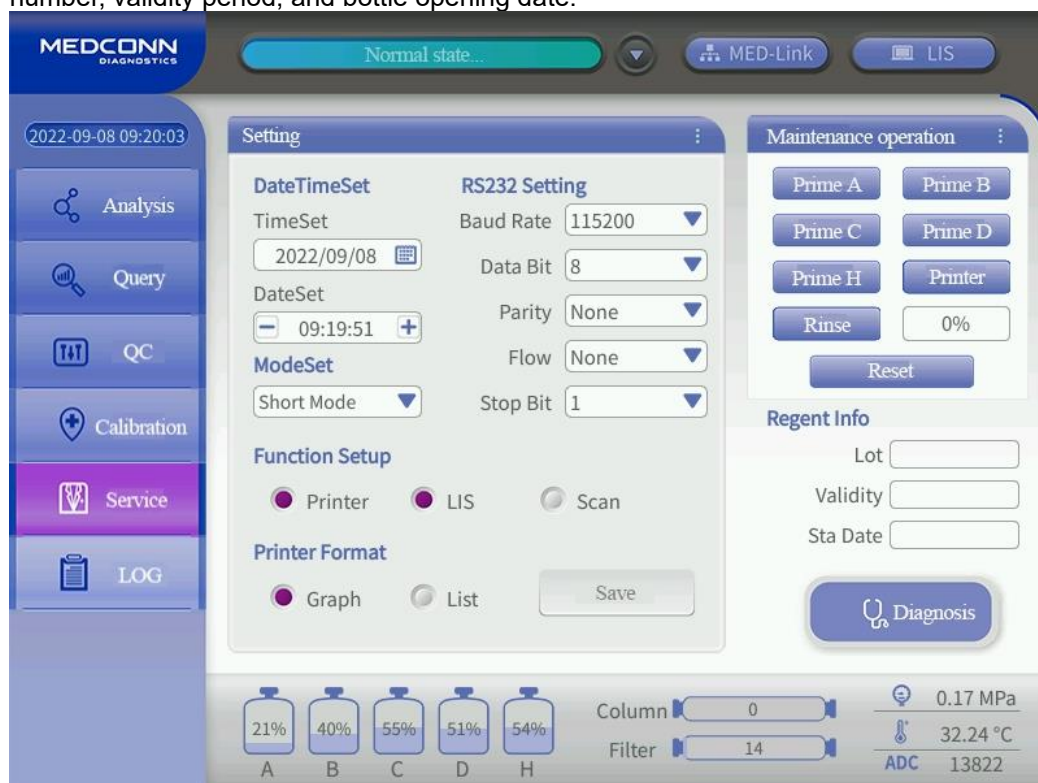 number, validity period, and bottle opening date.
MEDCONN
DIAGNOSTICS
Normal state...
MED-Link
LIS
2022-09-08 09:20:03
Analysis
Query
QC
Calibration
Service
LOG
Setting
DateTimeSet
TimeSet
2022/09/08
DateSet
09:19:51
ModeSet
Short Mode
RS232 Setting
Baud Rate 115200
Data Bit 8
Parity None
Flow None
Stop Bit 1
Function Setup
Printer LIS Scan
Printer Format
Graph List
Save
Maintenance operation
Prime A Prime B
Prime C Prime D
Prime H Printer
Rinse 0%
Reset
Regent Info
Lot
Validity
Sta Date
Diagnosis
21% 40% 55% 51% 54%
A B C D H
Column 0
Filter 14
0.17 MPa
32.24 °C
ADC 13822